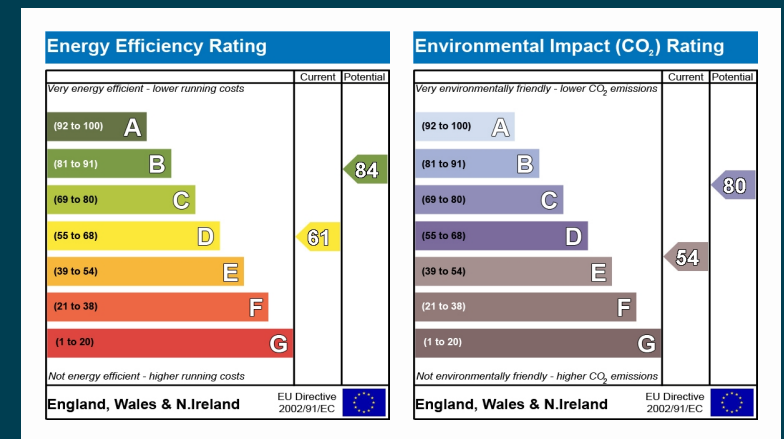 Energy Efficiency Rating
Current Potential
Very energy efficient - lower running costs
(92 to 100) A
(81 to 91) B
84
(69 to 80) C
(55 to 68) D
61
(39 to 54) E
(21 to 38) F
(1 to 20) G
Not energy efficient - higher running costs
England, Wales & N.Ireland
EU Directive
2002/91/EC
Environmental Impact (CO2) Rating
Current Potential
Very environmentally friendly - lower CO2 emissions
(92 to 100) A
(81 to 91) B
80
(69 to 80) C
(55 to 68) D
54
(39 to 54) E
(21 to 38) F
(1 to 20) G
Not environmentally friendly - higher CO2 emissions
England, Wales & N.Ireland
EU Directive
2002/91/EC